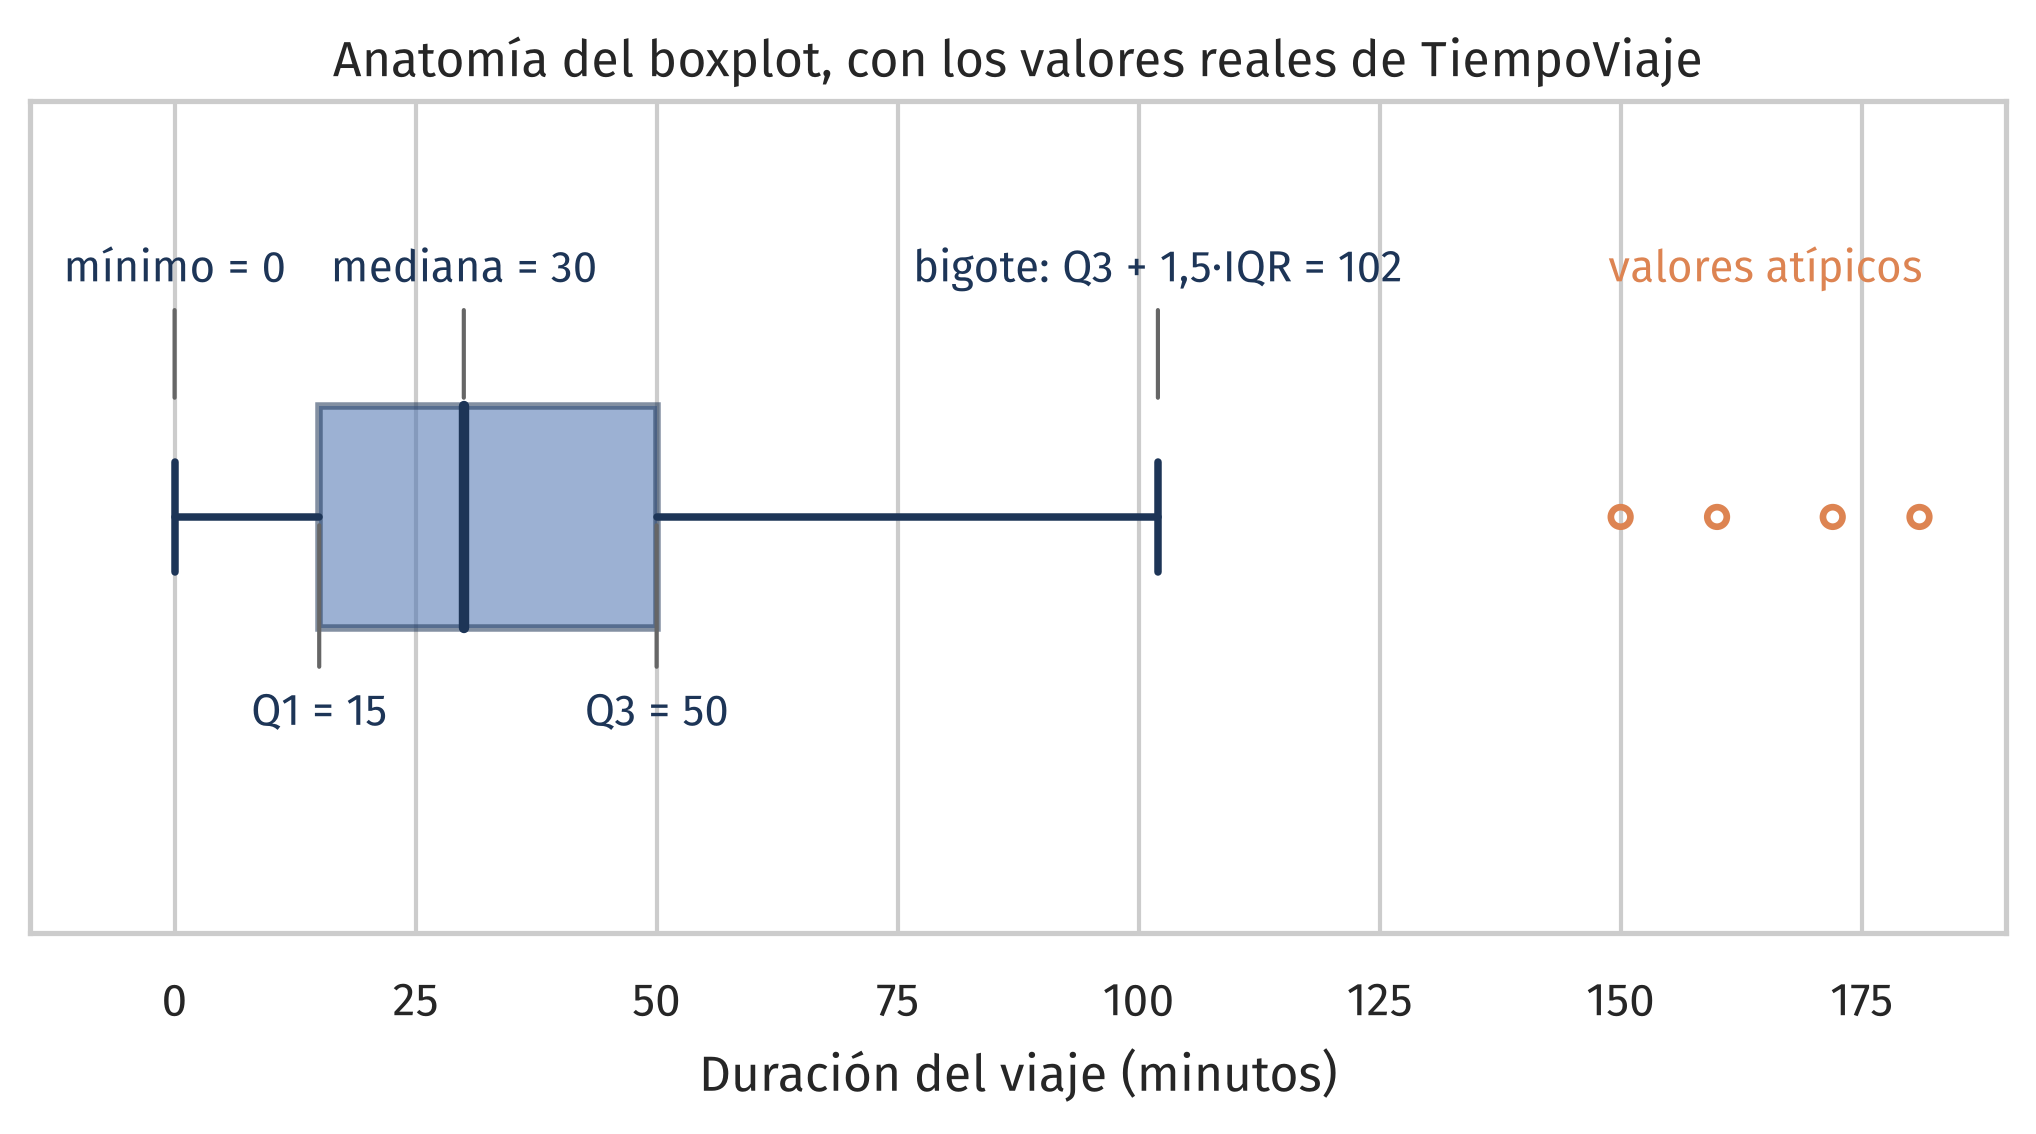 Anatomía del boxplot, con los valores reales de TiempoViaje
mínimo = 0
mediana = 30
bigote: Q3 + 1,5·IQR = 102
valores atípicos
Q1 = 15
Q3 = 50
0 25 50 75 100 125 150 175
Duración del viaje (minutos)